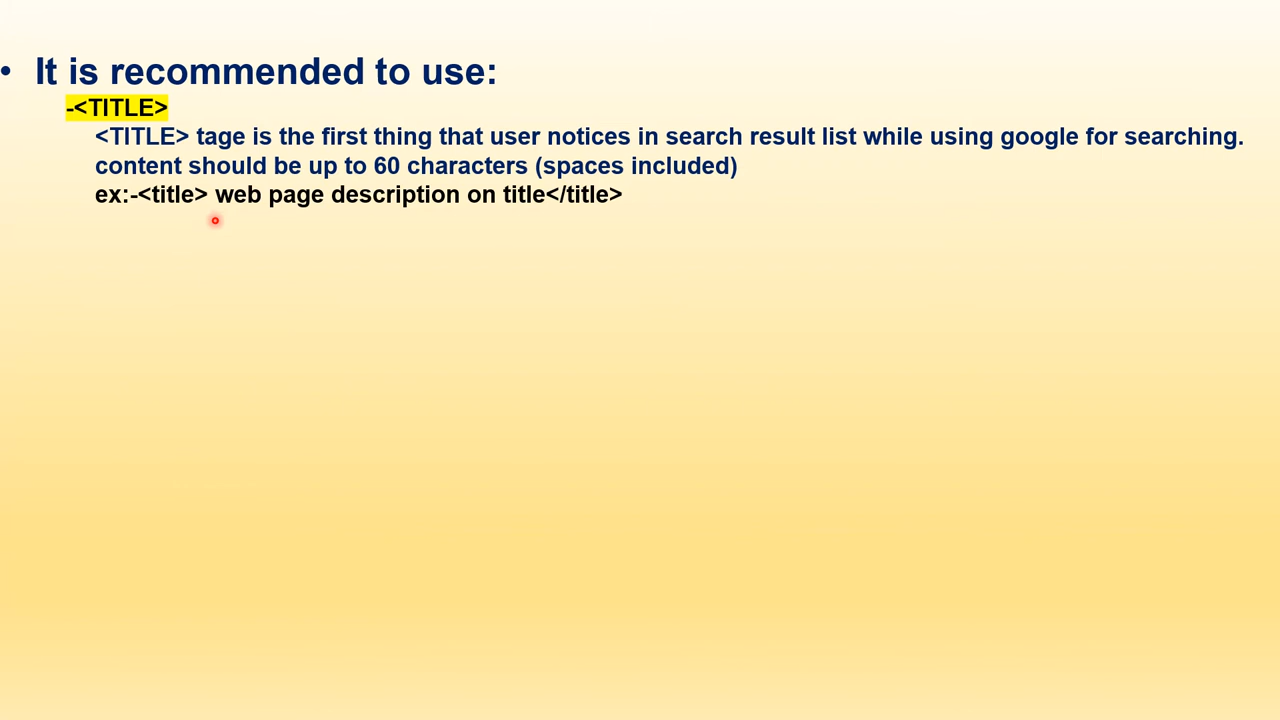 • It is recommended to use:
-<TITLE>
<TITLE> tage is the first thing that user notices in search result list while using google for searching.
content should be up to 60 characters (spaces included)
ex:-<title> web page description on title</title>